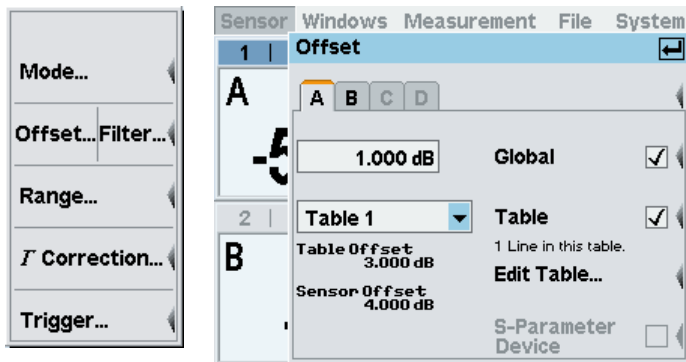 Mode...
Offset... Filter...
Range...
Γ Correction...
Trigger...
Sensor Windows Measurement File System
1 | Offset
A
A B C D
-5
1.000 dB Global
2 |
Table 1 Table
B
Table Offset
3.000 dB
1 Line in this table.
Edit Table...
Sensor Offset
4.000 dB
S-Parameter
Device